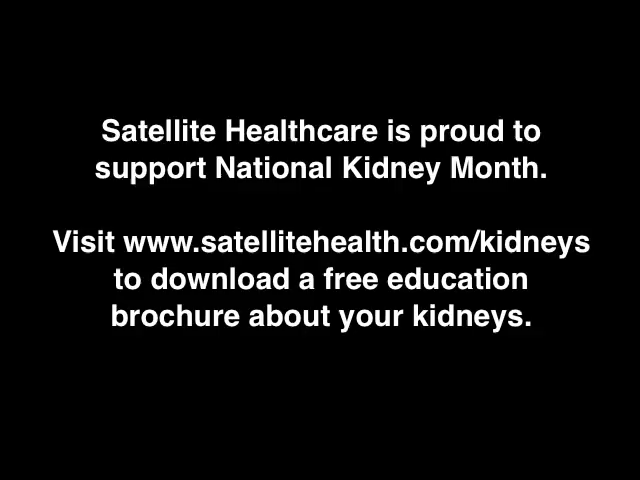 Satellite Healthcare is proud to
support National Kidney Month.
Visit www.satellitehealth.com/kidneys
to download a free education
brochure about your kidneys.